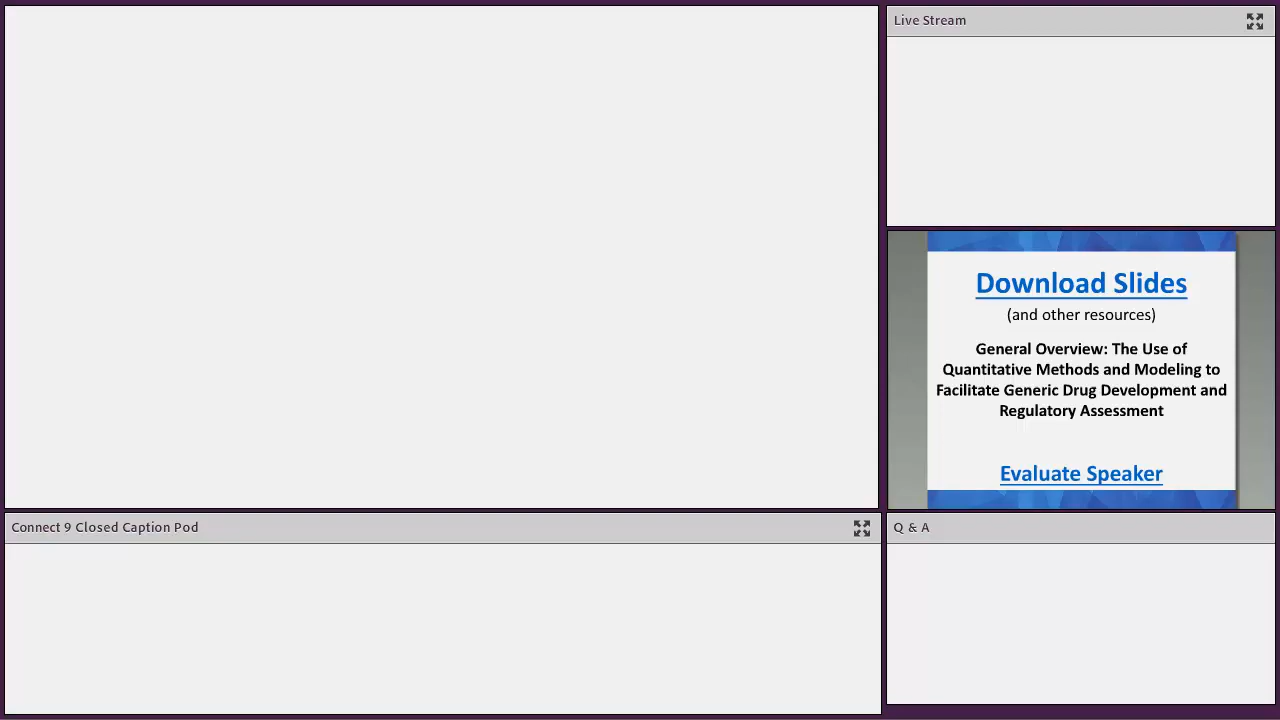 Live Stream
Download Slides
(and other resources)
General Overview: The Use of
Quantitative Methods and Modeling to
Facilitate Generic Drug Development and
Regulatory Assessment
Evaluate Speaker
Connect 9 Closed Caption Pod
Q & A